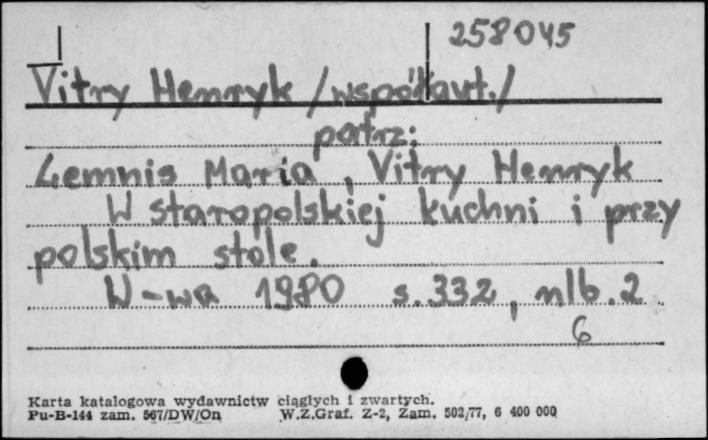 258045
Vitry Henryk /współaut./
patrz:
Lemnis Maria, Vitry Henryk
W staropolskiej kuchni i przy
polskim stole.
W-wa 1980 s.332, nlb.2
6
Karta katalogowa wydawnictw ciągłych i zwartych.
Pu-B-144 zam. 567/DW/On W.Z.Graf. Z-2, Zam. 502/77, 6 400 000